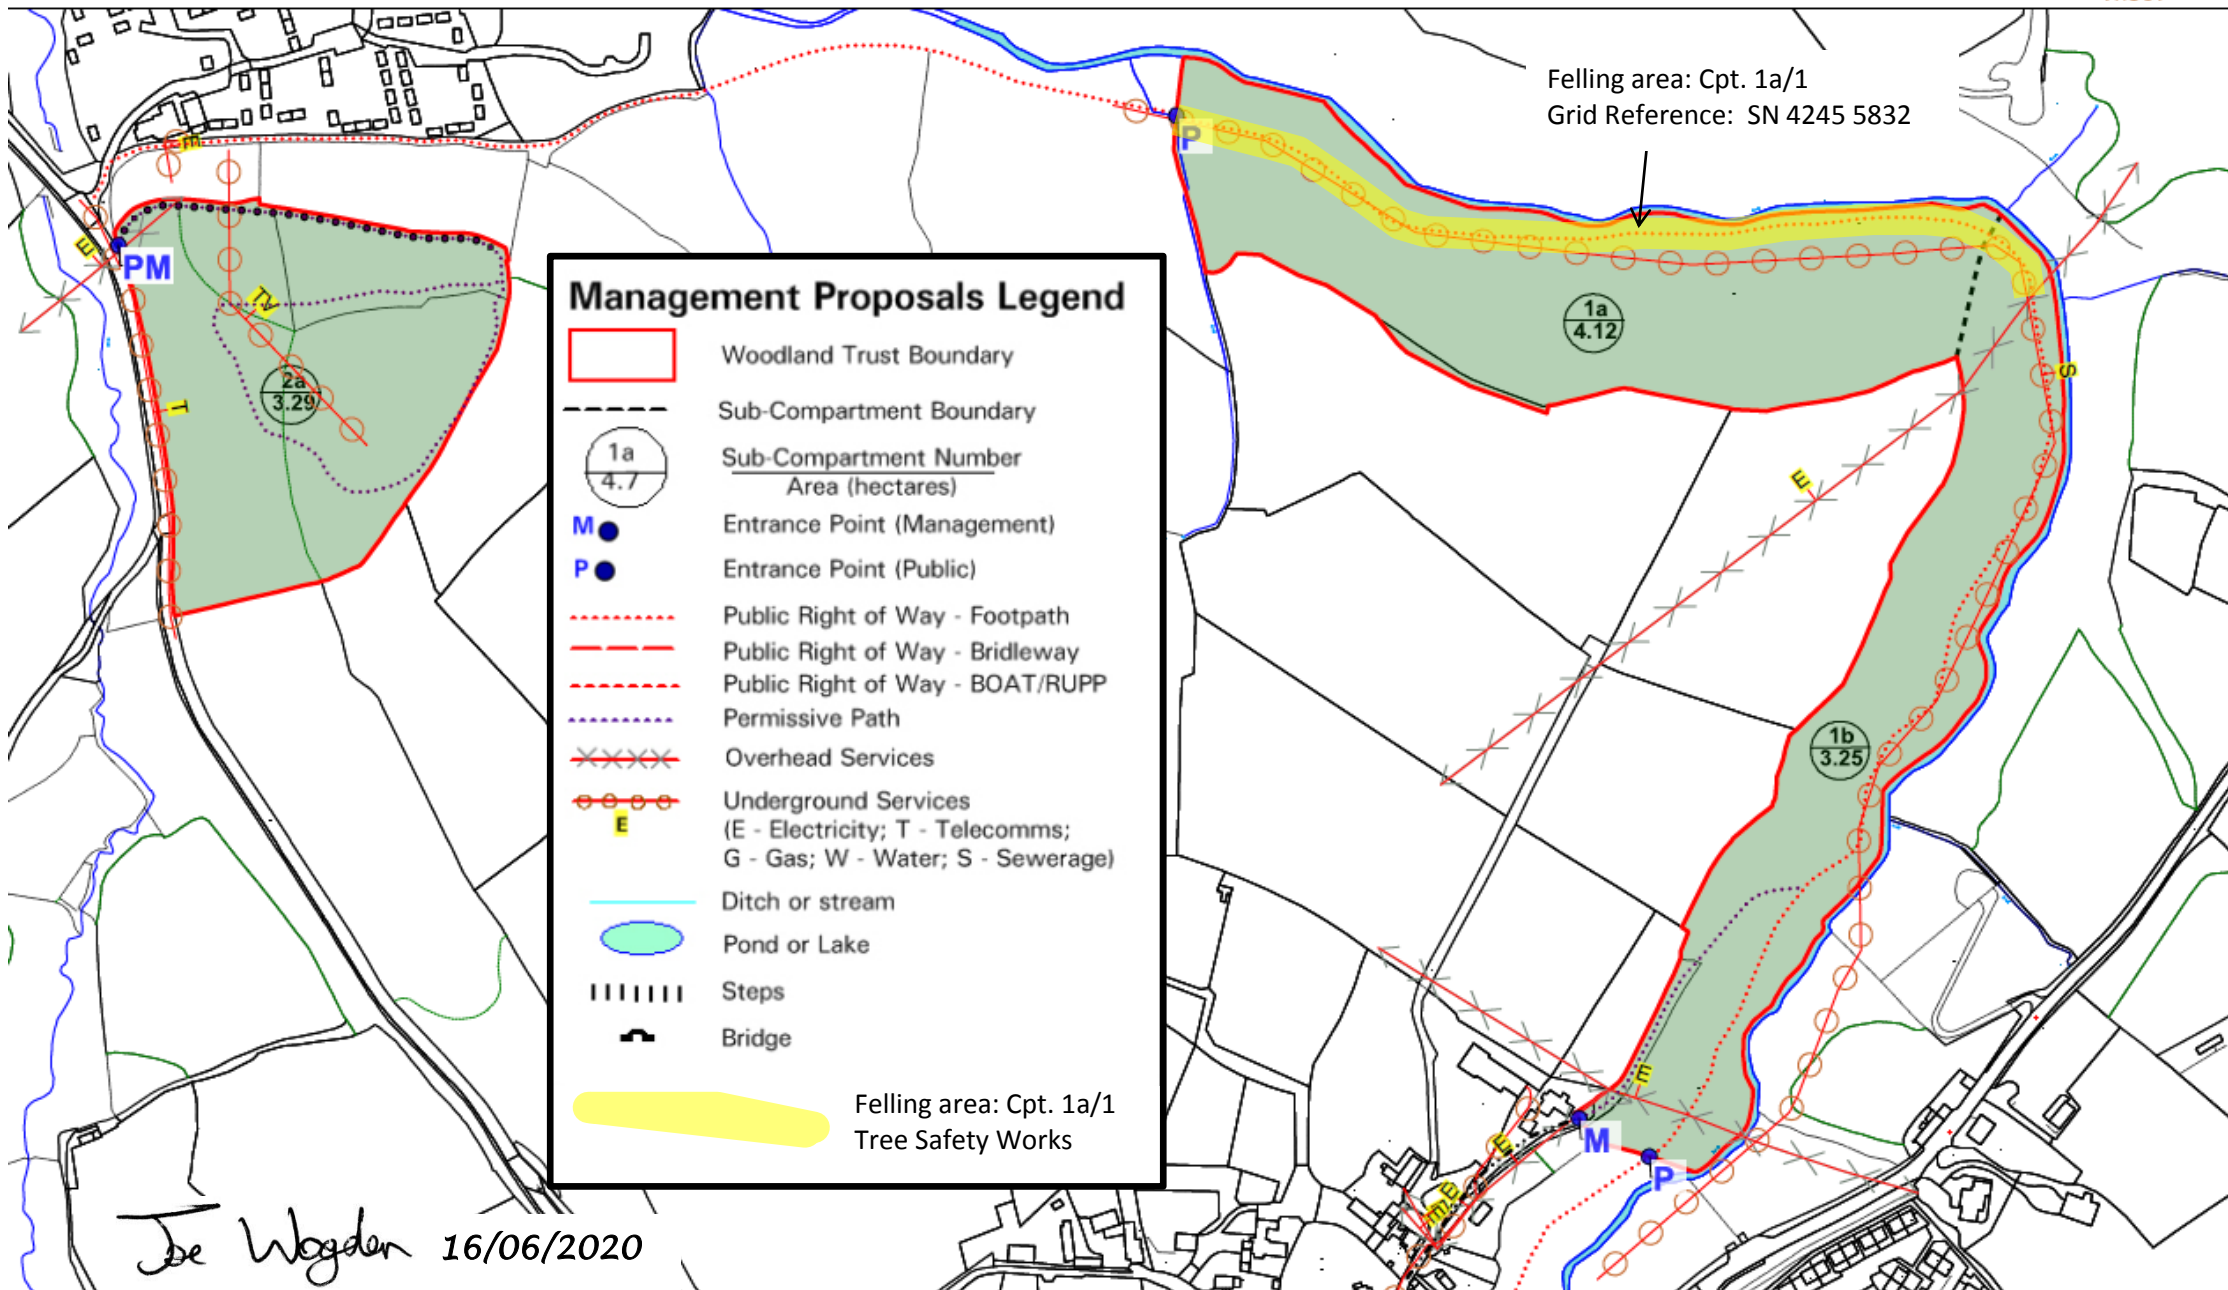 Felling area: Cpt. 1a/1
Grid Reference: SN 4245 5832
P
E
E
PM
T
2a
3.29
1a
4.12
S
E
1b
3.25
E
M
P
E
E
Management Proposals Legend
Woodland Trust Boundary
Sub-Compartment Boundary
1a
4.7
Sub-Compartment Number
Area (hectares)
M
Entrance Point (Management)
P
Entrance Point (Public)
Public Right of Way - Footpath
Public Right of Way - Bridleway
Public Right of Way - BOAT/RUPP
Permissive Path
Overhead Services
Underground Services
E
(E - Electricity; T - Telecomms;
G - Gas; W - Water; S - Sewerage)
Ditch or stream
Pond or Lake
Steps
Bridge
Felling area: Cpt. 1a/1
Tree Safety Works
Joe Wogden 16/06/2020